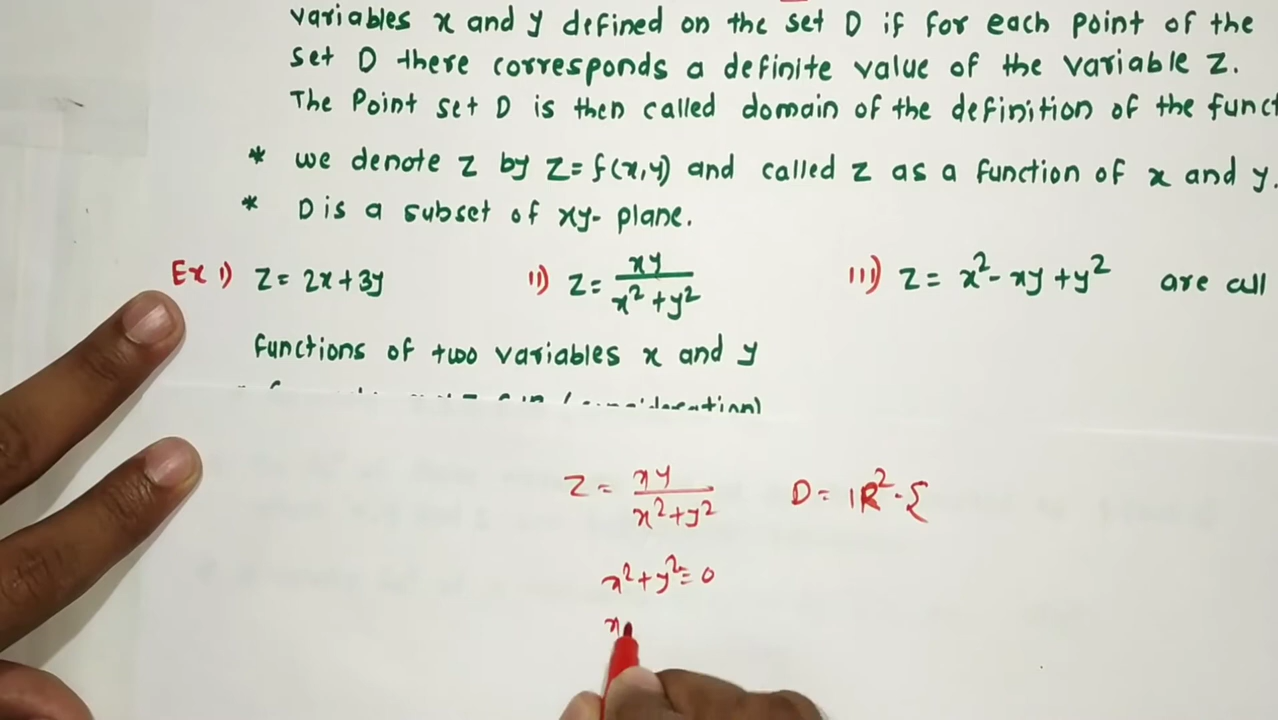 variables x and y defined on the set D if for each point of the
set D there corresponds a definite value of the variable z.
The Point set D is then called domain of the definition of the funct
* we denote z by z=f(x,y) and called z as a function of x and y.
* D is a subset of xy-plane.
Ex i) z= 2x+3y ii) z= xy/x²+y² iii) z= x²-xy+y² are all
functions of two variables x and y
z = xy/x²+y² D= ℝ²-{
x²+y²=0
x